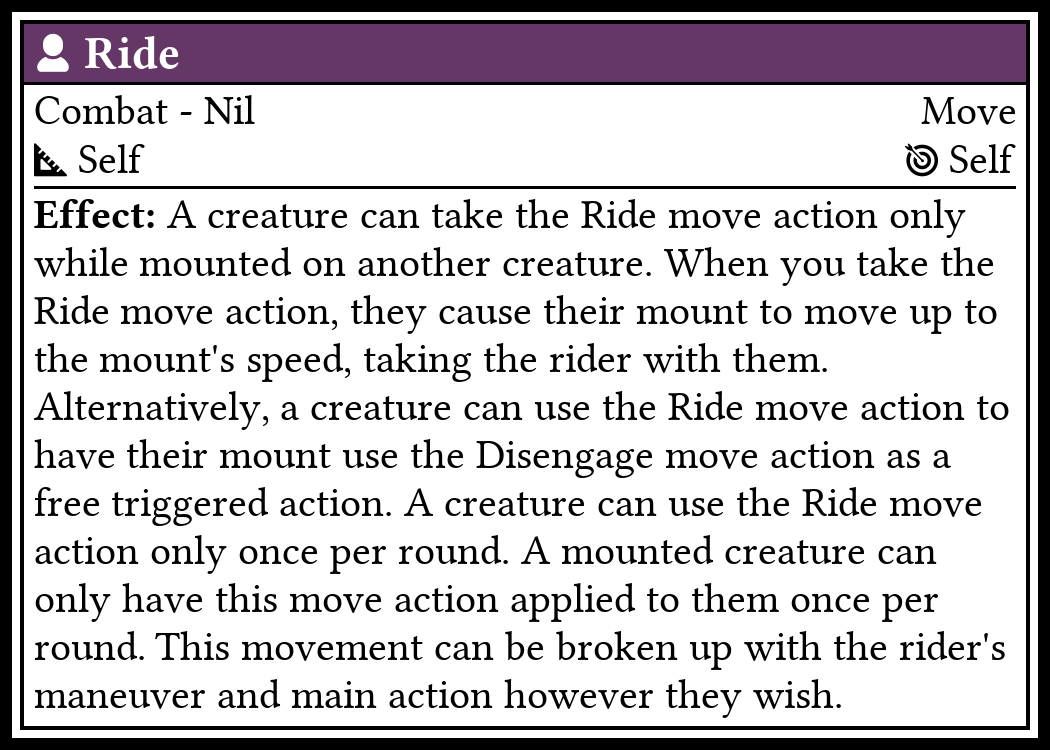 Ride
Combat - Nil Move
Self Self
Effect: A creature can take the Ride move action only
while mounted on another creature. When you take the
Ride move action, they cause their mount to move up to
the mount's speed, taking the rider with them.
Alternatively, a creature can use the Ride move action to
have their mount use the Disengage move action as a
free triggered action. A creature can use the Ride move
action only once per round. A mounted creature can
only have this move action applied to them once per
round. This movement can be broken up with the rider's
maneuver and main action however they wish.